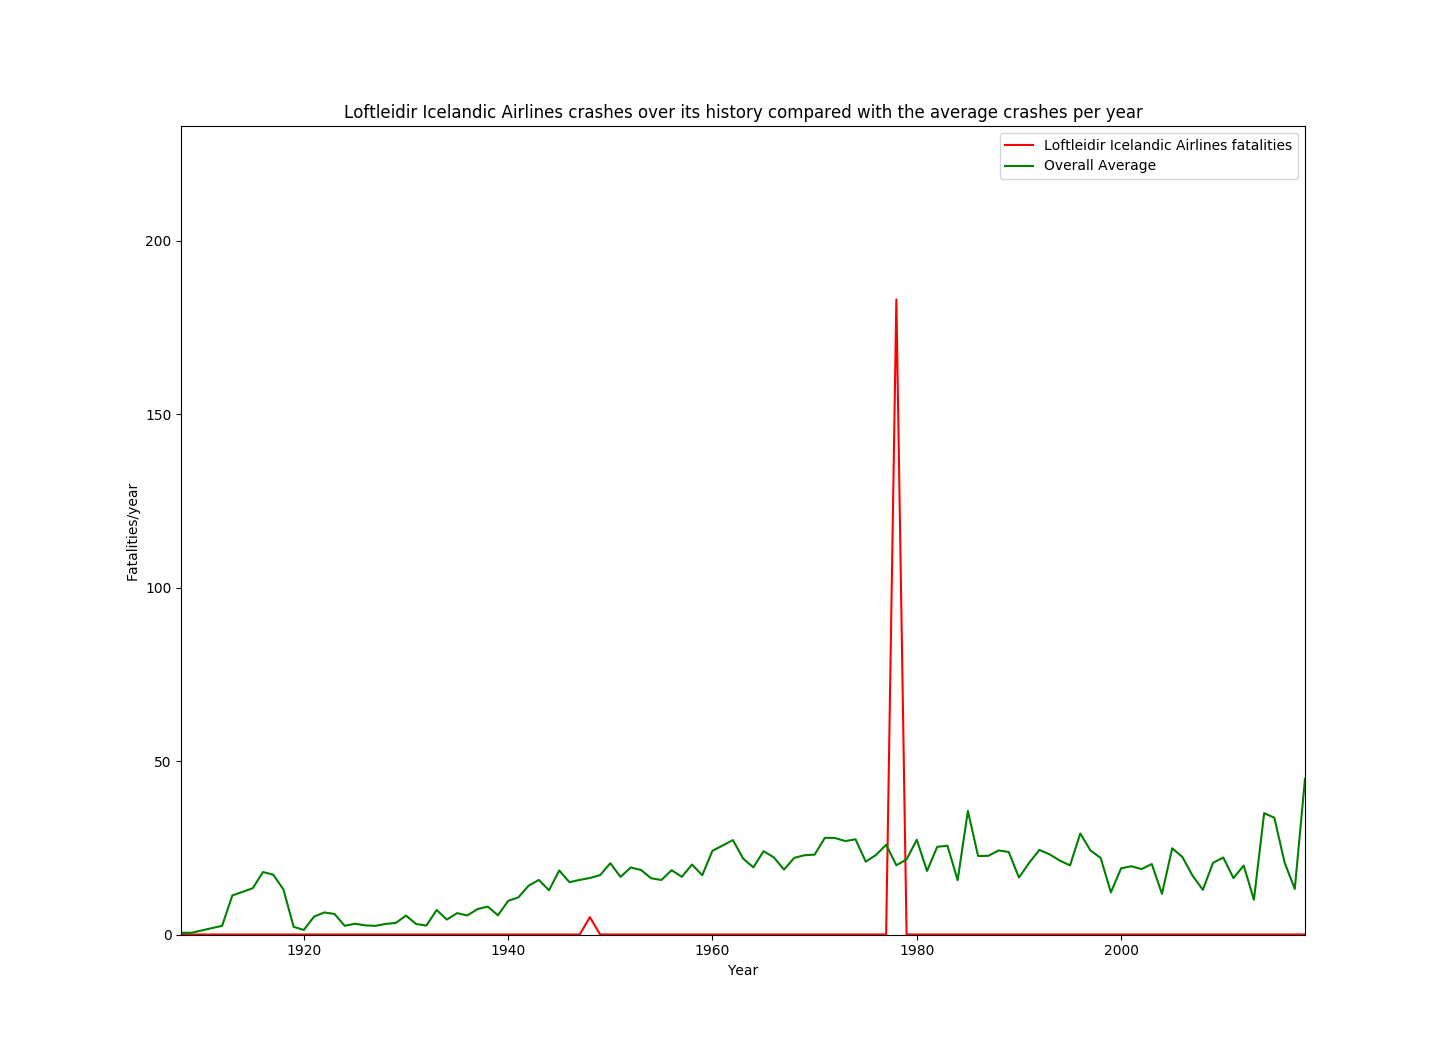 Loftleidir Icelandic Airlines crashes over its history compared with the average crashes per year
Loftleidir Icelandic Airlines fatalities
Overall Average
Fatalities/year
200
150
100
50
0
1920
1940
1960
1980
2000
Year